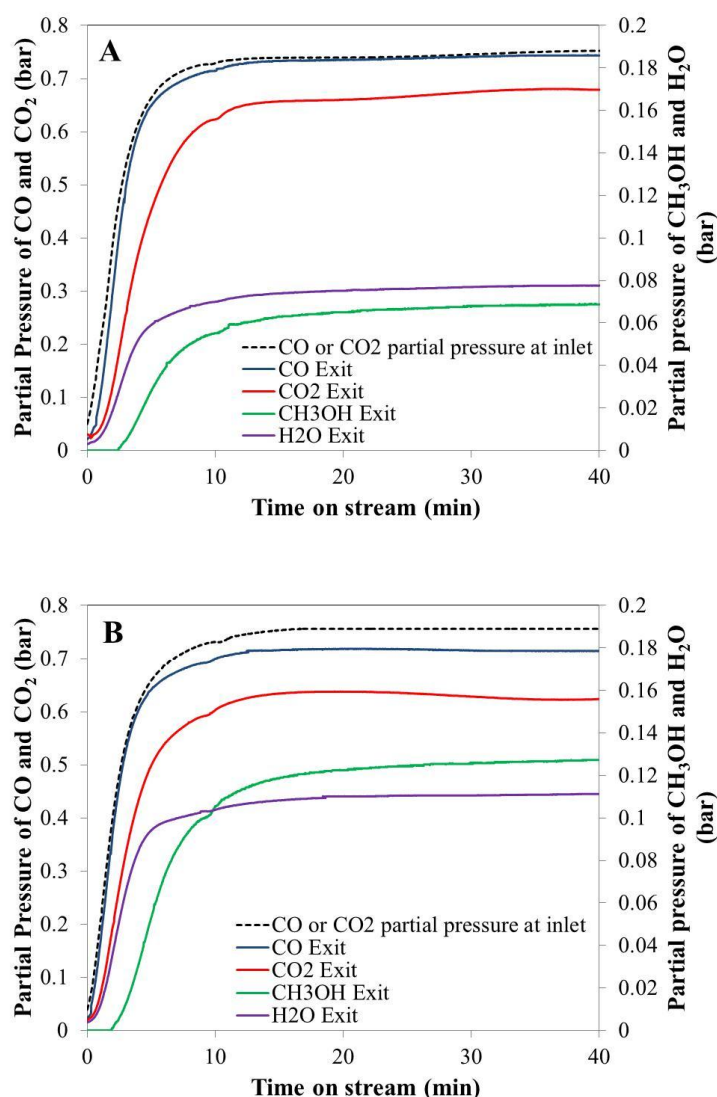 A
Partial Pressure of CO and CO₂ (bar)
0.8
0.7
0.6
0.5
0.4
0.3
0.2
0.1
0
0.2
0.18
0.16
0.14
0.12
0.1
0.08
0.06
0.04
0.02
0
Partial pressure of CH₃OH and H₂O
(bar)
CO or CO2 partial pressure at inlet
CO Exit
CO2 Exit
CH3OH Exit
H2O Exit
0 10 20 30 40
Time on stream (min)
B
Partial Pressure of CO and CO₂ (bar)
0.8
0.7
0.6
0.5
0.4
0.3
0.2
0.1
0
0.2
0.18
0.16
0.14
0.12
0.1
0.08
0.06
0.04
0.02
0
Partial pressure of CH₃OH and H₂O
(bar)
CO or CO2 partial pressure at inlet
CO Exit
CO2 Exit
CH3OH Exit
H2O Exit
0 10 20 30 40
Time on stream (min)